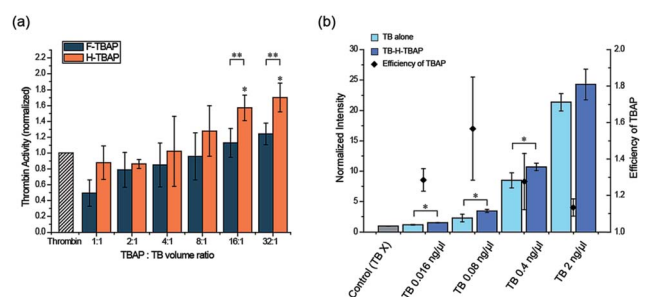 (a)
F-TBAP
H-TBAP
Thrombin Activity (normalized)
2.4
2.2
2.0
1.8
1.6
1.4
1.2
1.0
0.8
0.6
0.4
0.2
0.0
**
**
*
*
Thrombin 1:1 2:1 4:1 8:1 16:1 32:1
TBAP : TB volume ratio
(b)
TB alone
TB-H-TBAP
Efficiency of TBAP
Normalized Intensity
30
25
20
15
10
5
0
2.0
1.8
1.6
1.4
1.2
1.0
Efficiency of TBAP
*
*
*
Control (TB X)
TB 0.016 ng/μl
TB 0.08 ng/μl
TB 0.4 ng/μl
TB 2 ng/μl